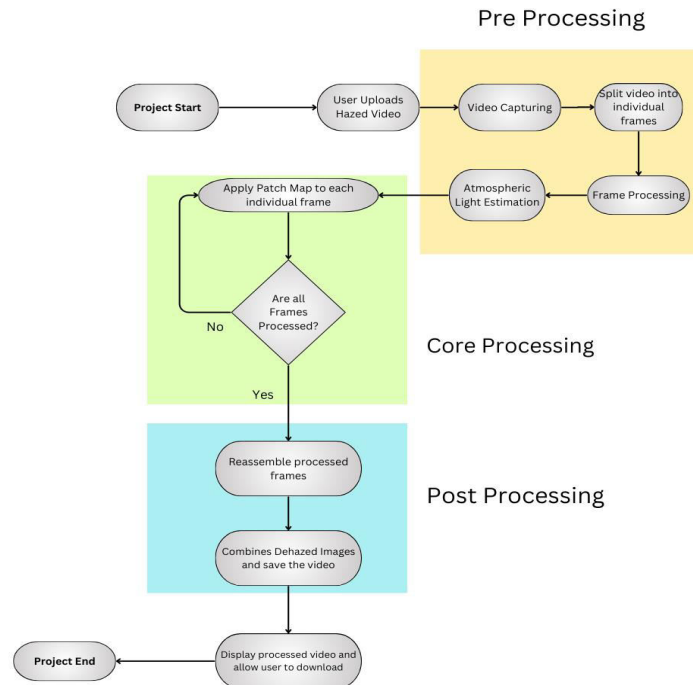 Pre Processing
Project Start
User Uploads
Hazed Video
Video Capturing
Split video into
individual
frames
Apply Patch Map to each
individual frame
Atmospheric
Light Estimation
Frame Processing
Are all
Frames
Processed?
No
Core Processing
Yes
Reassemble processed
frames
Post Processing
Combines Dehazed Images
and save the video
Project End
Display processed video and
allow user to download